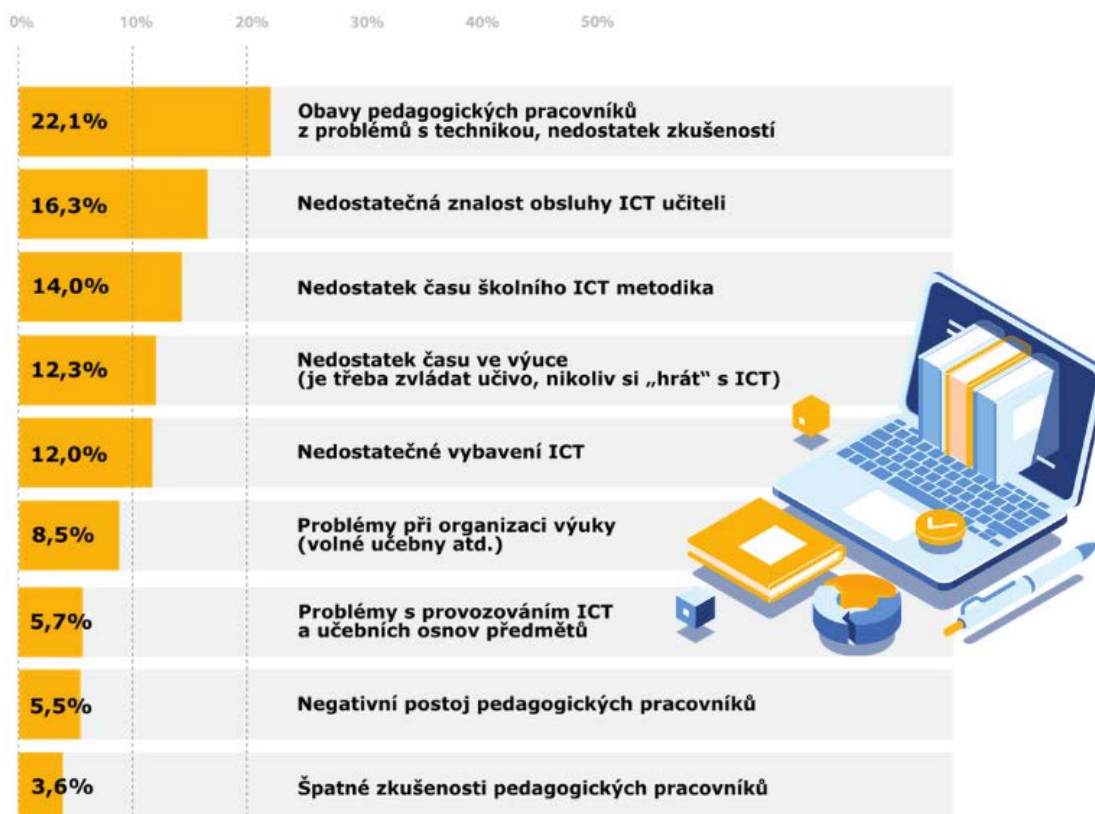 0% 10% 20% 30% 40% 50%
22,1%
Obavy pedagogických pracovníků
z problémů s technikou, nedostatek zkušeností
16,3%
Nedostatečná znalost obsluhy ICT učiteli
14,0%
Nedostatek času školního ICT metodika
12,3%
Nedostatek času ve výuce
(je třeba zvládat učivo, nikoliv si „hrát“ s ICT)
12,0%
Nedostatečné vybavení ICT
8,5%
Problémy při organizaci výuky
(volné učebny atd.)
5,7%
Problémy s provozováním ICT
a učebních osnov předmětů
5,5%
Negativní postoj pedagogických pracovníků
3,6%
Špatné zkušenosti pedagogických pracovníků